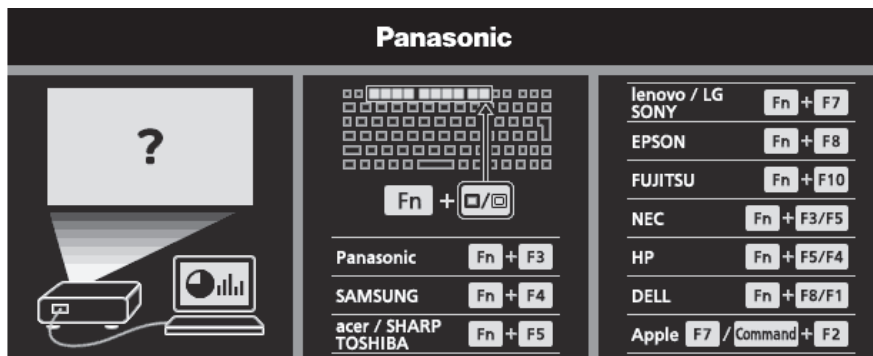 Panasonic
?
Fn + □/回
Panasonic Fn + F3
SAMSUNG Fn + F4
acer / SHARP
TOSHIBA Fn + F5
lenovo / LG
SONY Fn + F7
EPSON Fn + F8
FUJITSU Fn + F10
NEC Fn + F3/F5
HP Fn + F5/F4
DELL Fn + F8/F1
Apple F7 / Command + F2